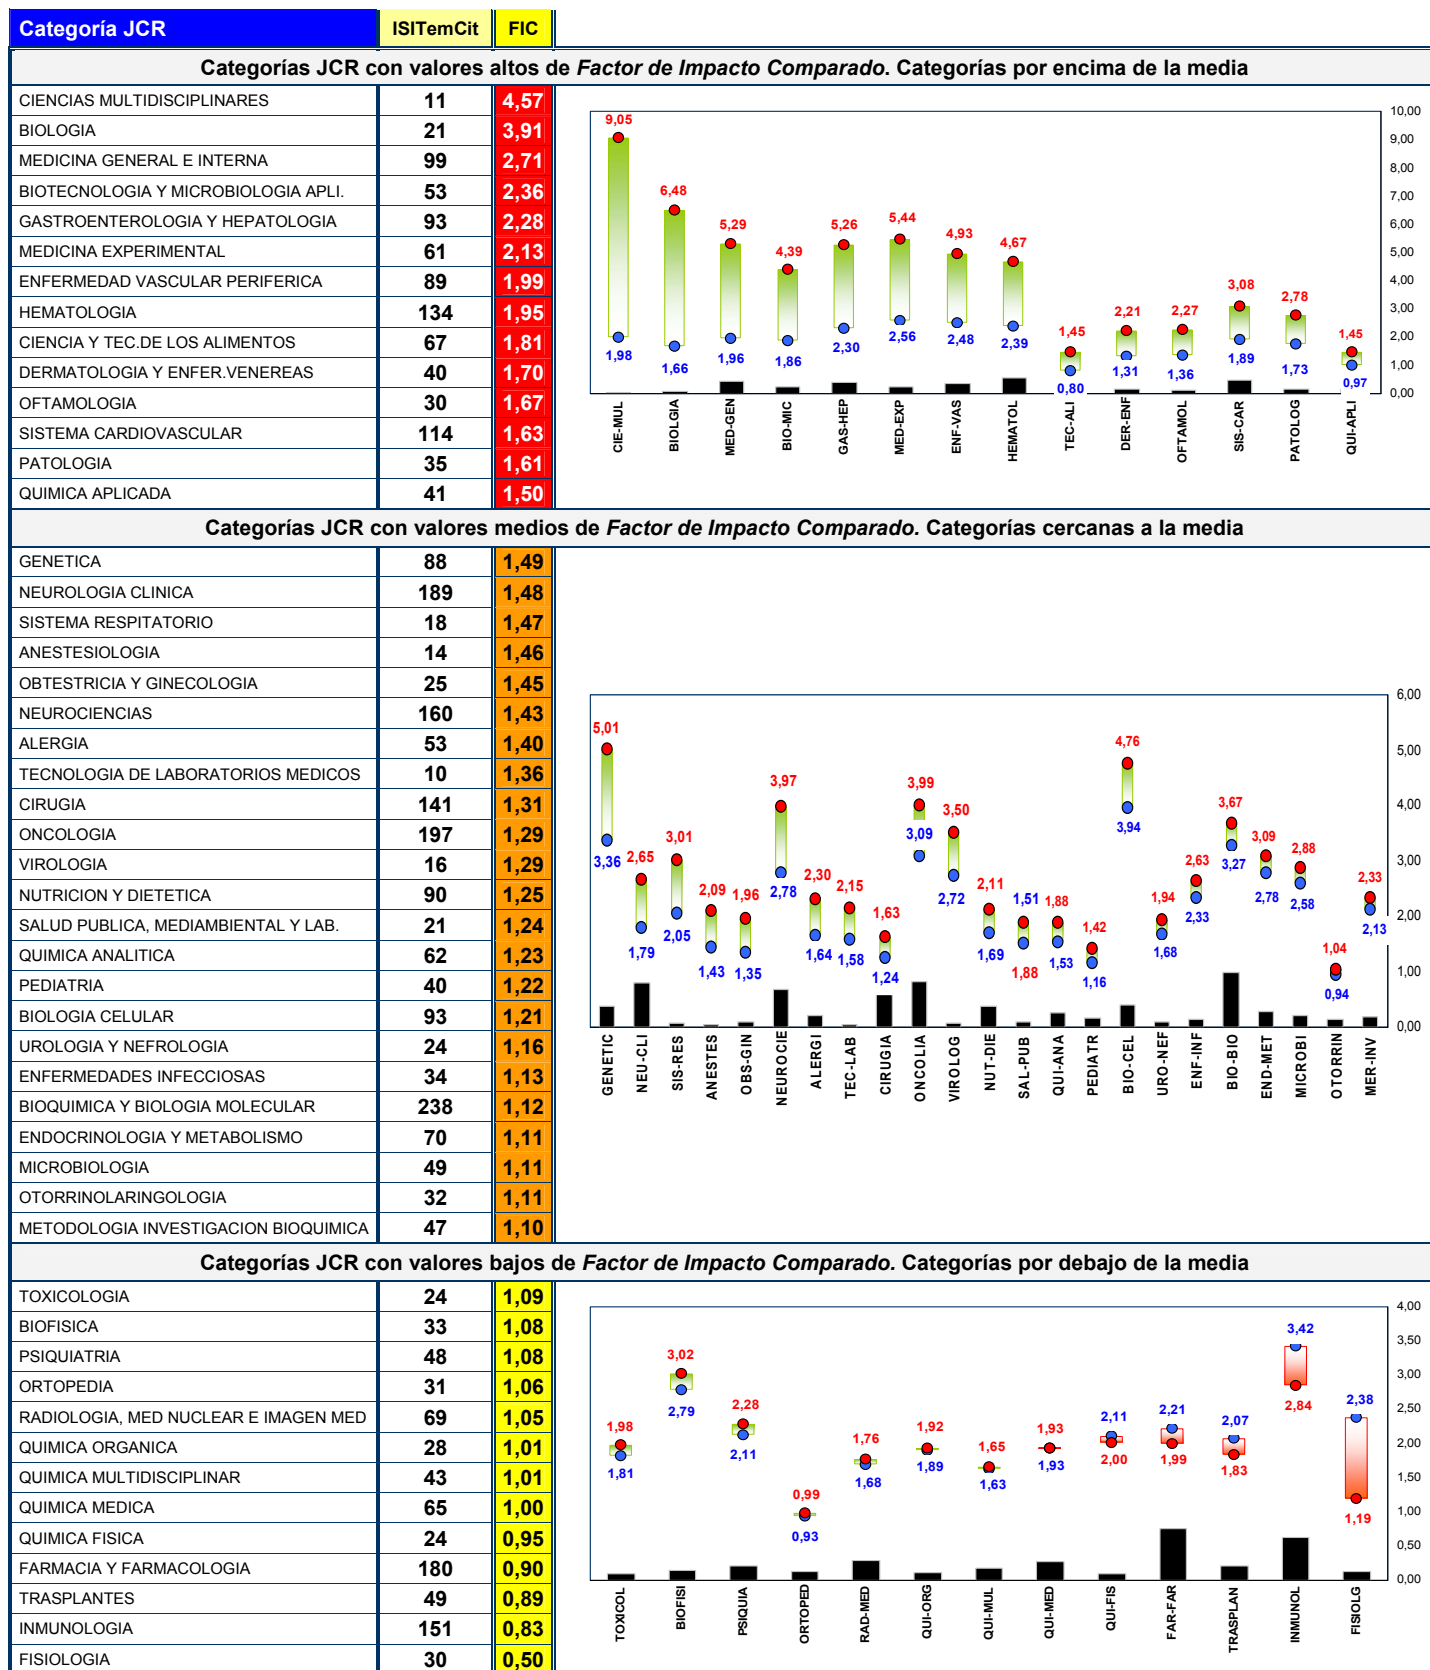 Categoría JCR ISITemCit FIC
Categorías JCR con valores altos de Factor de Impacto Comparado. Categorías por encima de la media
CIENCIAS MULTIDISCIPLINARES 11 4,57
BIOLOGIA 21 3,91
MEDICINA GENERAL E INTERNA 99 2,71
BIOTECNOLOGIA Y MICROBIOLOGIA APLI. 53 2,36
GASTROENTEROLOGIA Y HEPATOLOGIA 93 2,28
MEDICINA EXPERIMENTAL 61 2,13
ENFERMEDAD VASCULAR PERIFERICA 89 1,99
HEMATOLOGIA 134 1,95
CIENCIA Y TEC.DE LOS ALIMENTOS 67 1,81
DERMATOLOGIA Y ENFER.VENEREAS 40 1,70
OFTAMOLOGIA 30 1,67
SISTEMA CARDIOVASCULAR 114 1,63
PATOLOGIA 35 1,61
QUIMICA APLICADA 41 1,50
10,00
9,00
8,00
7,00
6,00
5,00
4,00
3,00
2,00
1,00
0,00
9,05 6,48 5,29 4,39 5,26 5,44 4,93 4,67 1,45 2,21 2,27 3,08 2,78 1,45
1,98 1,66 1,96 1,86 2,30 2,56 2,48 2,39 0,80 1,31 1,36 1,89 1,73 0,97
CIE-MUL BIOLGIA MED-GEN BIO-MIC GAS-HEP MED-EXP ENF-VAS HEMATOL TEC-ALI DER-ENF OFTAMOL SIS-CAR PATOLOG QUI-APLI
Categorías JCR con valores medios de Factor de Impacto Comparado. Categorías cercanas a la media
GENETICA 88 1,49
NEUROLOGIA CLINICA 189 1,48
SISTEMA RESPITATORIO 18 1,47
ANESTESIOLOGIA 14 1,46
OBTESTRICIA Y GINECOLOGIA 25 1,45
NEUROCIENCIAS 160 1,43
ALERGIA 53 1,40
TECNOLOGIA DE LABORATORIOS MEDICOS 10 1,36
CIRUGIA 141 1,31
ONCOLOGIA 197 1,29
VIROLOGIA 16 1,29
NUTRICION Y DIETETICA 90 1,25
SALUD PUBLICA, MEDIAMBIENTAL Y LAB. 21 1,24
QUIMICA ANALITICA 62 1,23
PEDIATRIA 40 1,22
BIOLOGIA CELULAR 93 1,21
UROLOGIA Y NEFROLOGIA 24 1,16
ENFERMEDADES INFECCIOSAS 34 1,13
BIOQUIMICA Y BIOLOGIA MOLECULAR 238 1,12
ENDOCRINOLOGIA Y METABOLISMO 70 1,11
MICROBIOLOGIA 49 1,11
OTORRINOLARINGOLOGIA 32 1,11
METODOLOGIA INVESTIGACION BIOQUIMICA 47 1,10
6,00
5,00
4,00
3,00
2,00
1,00
0,00
5,01 2,65 3,01 2,09 1,96 3,97 2,30 2,15 1,63 3,99 3,50 2,11 1,51 1,88 1,42 4,76 1,94 2,63 3,67 3,09 2,88 1,04 2,33
3,36 1,79 2,05 1,43 1,35 2,78 1,64 1,58 1,24 3,09 2,72 1,69 1,88 1,53 1,16 3,94 1,68 2,33 3,27 2,78 2,58 0,94 2,13
GENETIC NEU-CLI SIS-RES ANESTES OBS-GIN NEUROCIE ALERGI TEC-LAB CIRUGIA ONCOLIA VIROLOG NUT-DIE SAL-PUB QUI-ANA PEDIATR BIO-CEL URO-NEF ENF-INF BIO-BIO END-MET MICROBI OTORRIN MER-INV
Categorías JCR con valores bajos de Factor de Impacto Comparado. Categorías por debajo de la media
TOXICOLOGIA 24 1,09
BIOFISICA 33 1,08
PSIQUIATRIA 48 1,08
ORTOPEDIA 31 1,06
RADIOLOGIA, MED NUCLEAR E IMAGEN MED 69 1,05
QUIMICA ORGANICA 28 1,01
QUIMICA MULTIDISCIPLINAR 43 1,01
QUIMICA MEDICA 65 1,00
QUIMICA FISICA 24 0,95
FARMACIA Y FARMACOLOGIA 180 0,90
TRASPLANTES 49 0,89
INMUNOLOGIA 151 0,83
FISIOLOGIA 30 0,50
4,00
3,50
3,00
2,50
2,00
1,50
1,00
0,50
0,00
1,98 3,02 2,28 0,99 1,76 1,92 1,65 1,93 2,11 2,21 2,07 3,42 2,38
1,81 2,79 2,11 0,93 1,68 1,89 1,63 1,93 2,00 1,99 1,83 2,84 1,19
TOXICOL BIOFISI PSIQUIA ORTOPED RAD-MED QUI-ORG QUI-MUL QUI-MED QUI-FIS FAR-FAR TRASPLAN INMUNOL FISIOLG